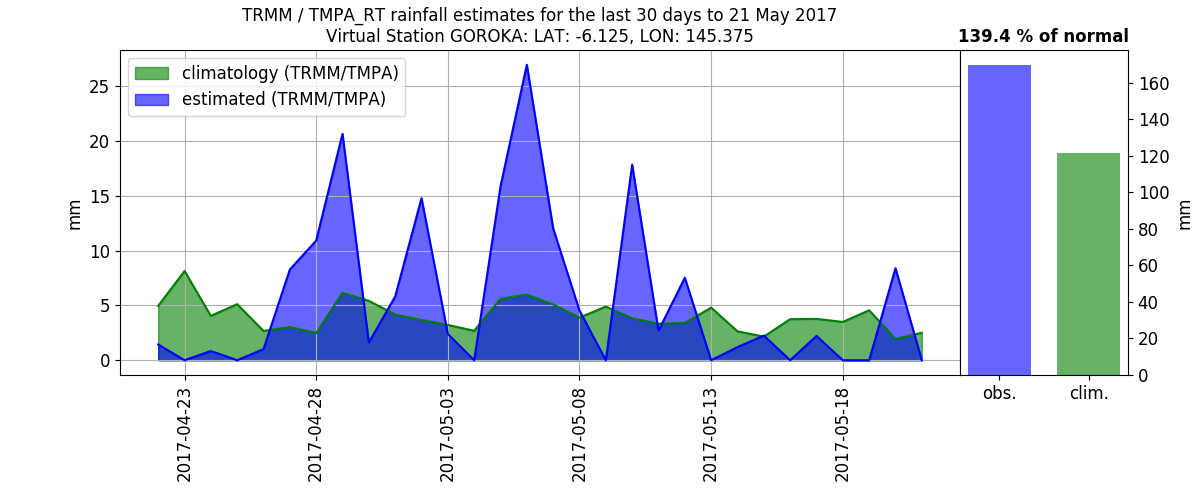 TRMM / TMPA_RT rainfall estimates for the last 30 days to 21 May 2017
Virtual Station GOROKA: LAT: -6.125, LON: 145.375
139.4 % of normal
climatology (TRMM/TMPA)
estimated (TRMM/TMPA)
mm
25
20
15
10
5
0
2017-04-23
2017-04-28
2017-05-03
2017-05-08
2017-05-13
2017-05-18
160
140
120
100
80
60
40
20
0
mm
obs.
clim.